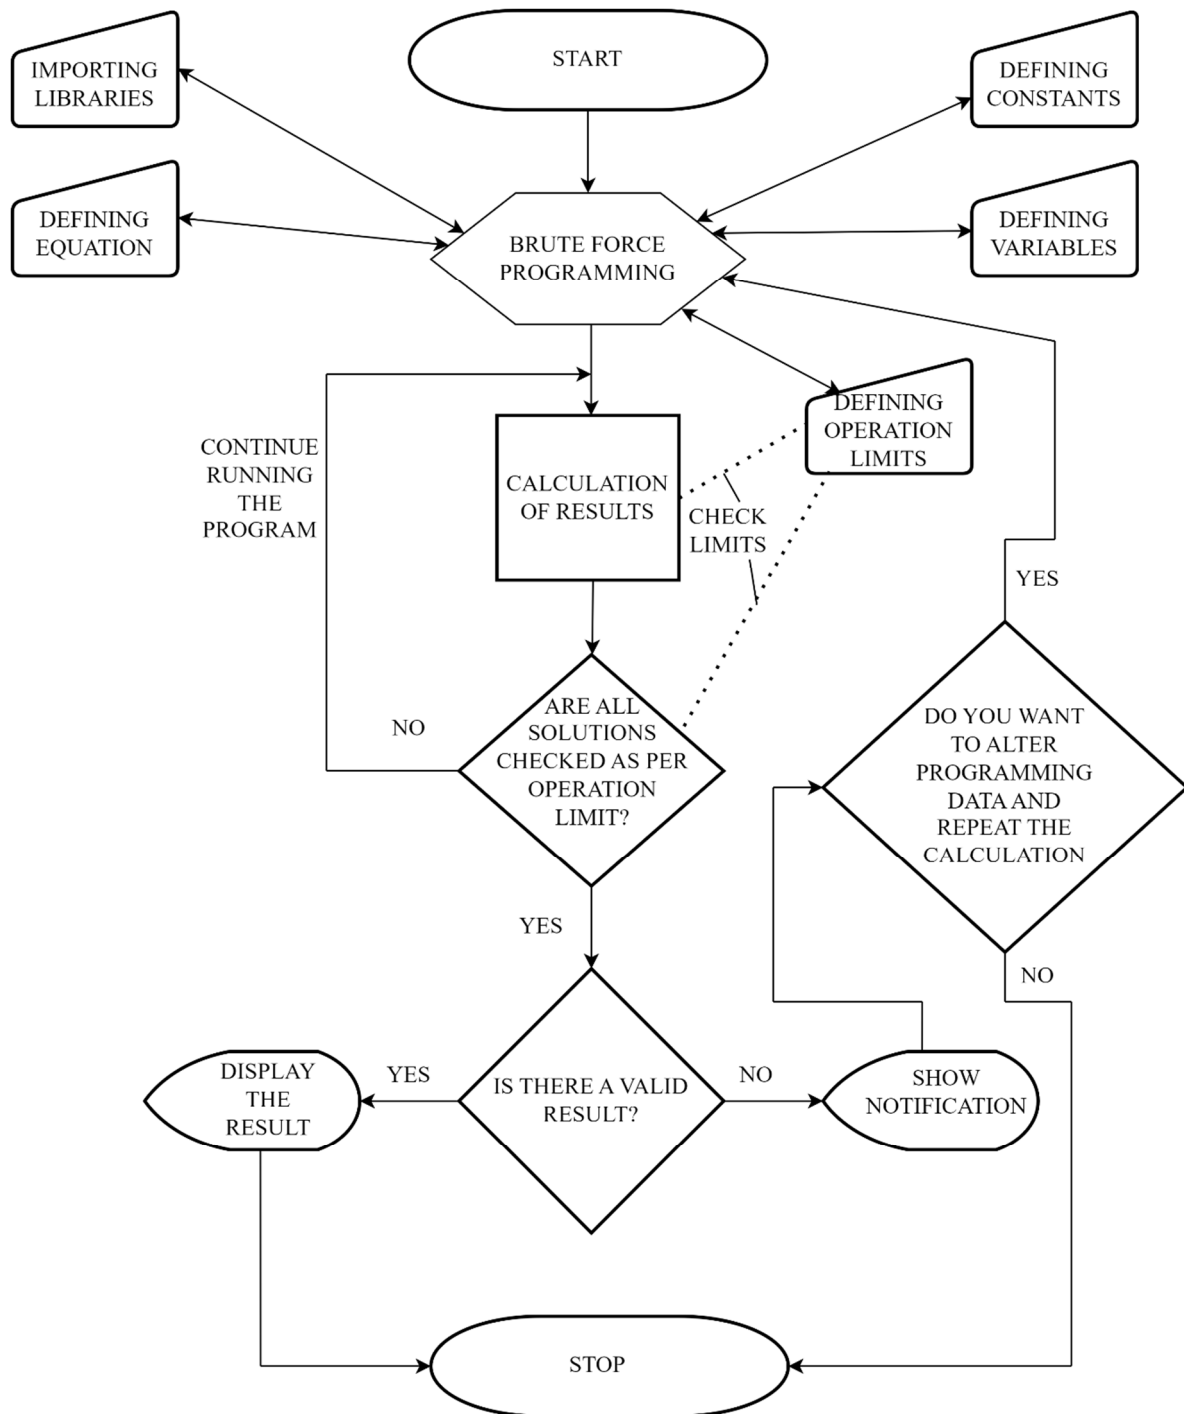 START
IMPORTING
LIBRARIES
DEFINING
CONSTANTS
DEFINING
EQUATION
DEFINING
VARIABLES
BRUTE FORCE
PROGRAMMING
DEFINING
OPERATION
LIMITS
CONTINUE
RUNNING
THE
PROGRAM
CALCULATION
OF RESULTS
CHECK
LIMITS
YES
ARE ALL
SOLUTIONS
CHECKED AS PER
OPERATION
LIMIT?
NO
DO YOU WANT
TO ALTER
PROGRAMMING
DATA AND
REPEAT THE
CALCULATION
YES
NO
IS THERE A VALID
RESULT?
YES
NO
DISPLAY
THE
RESULT
SHOW
NOTIFICATION
STOP